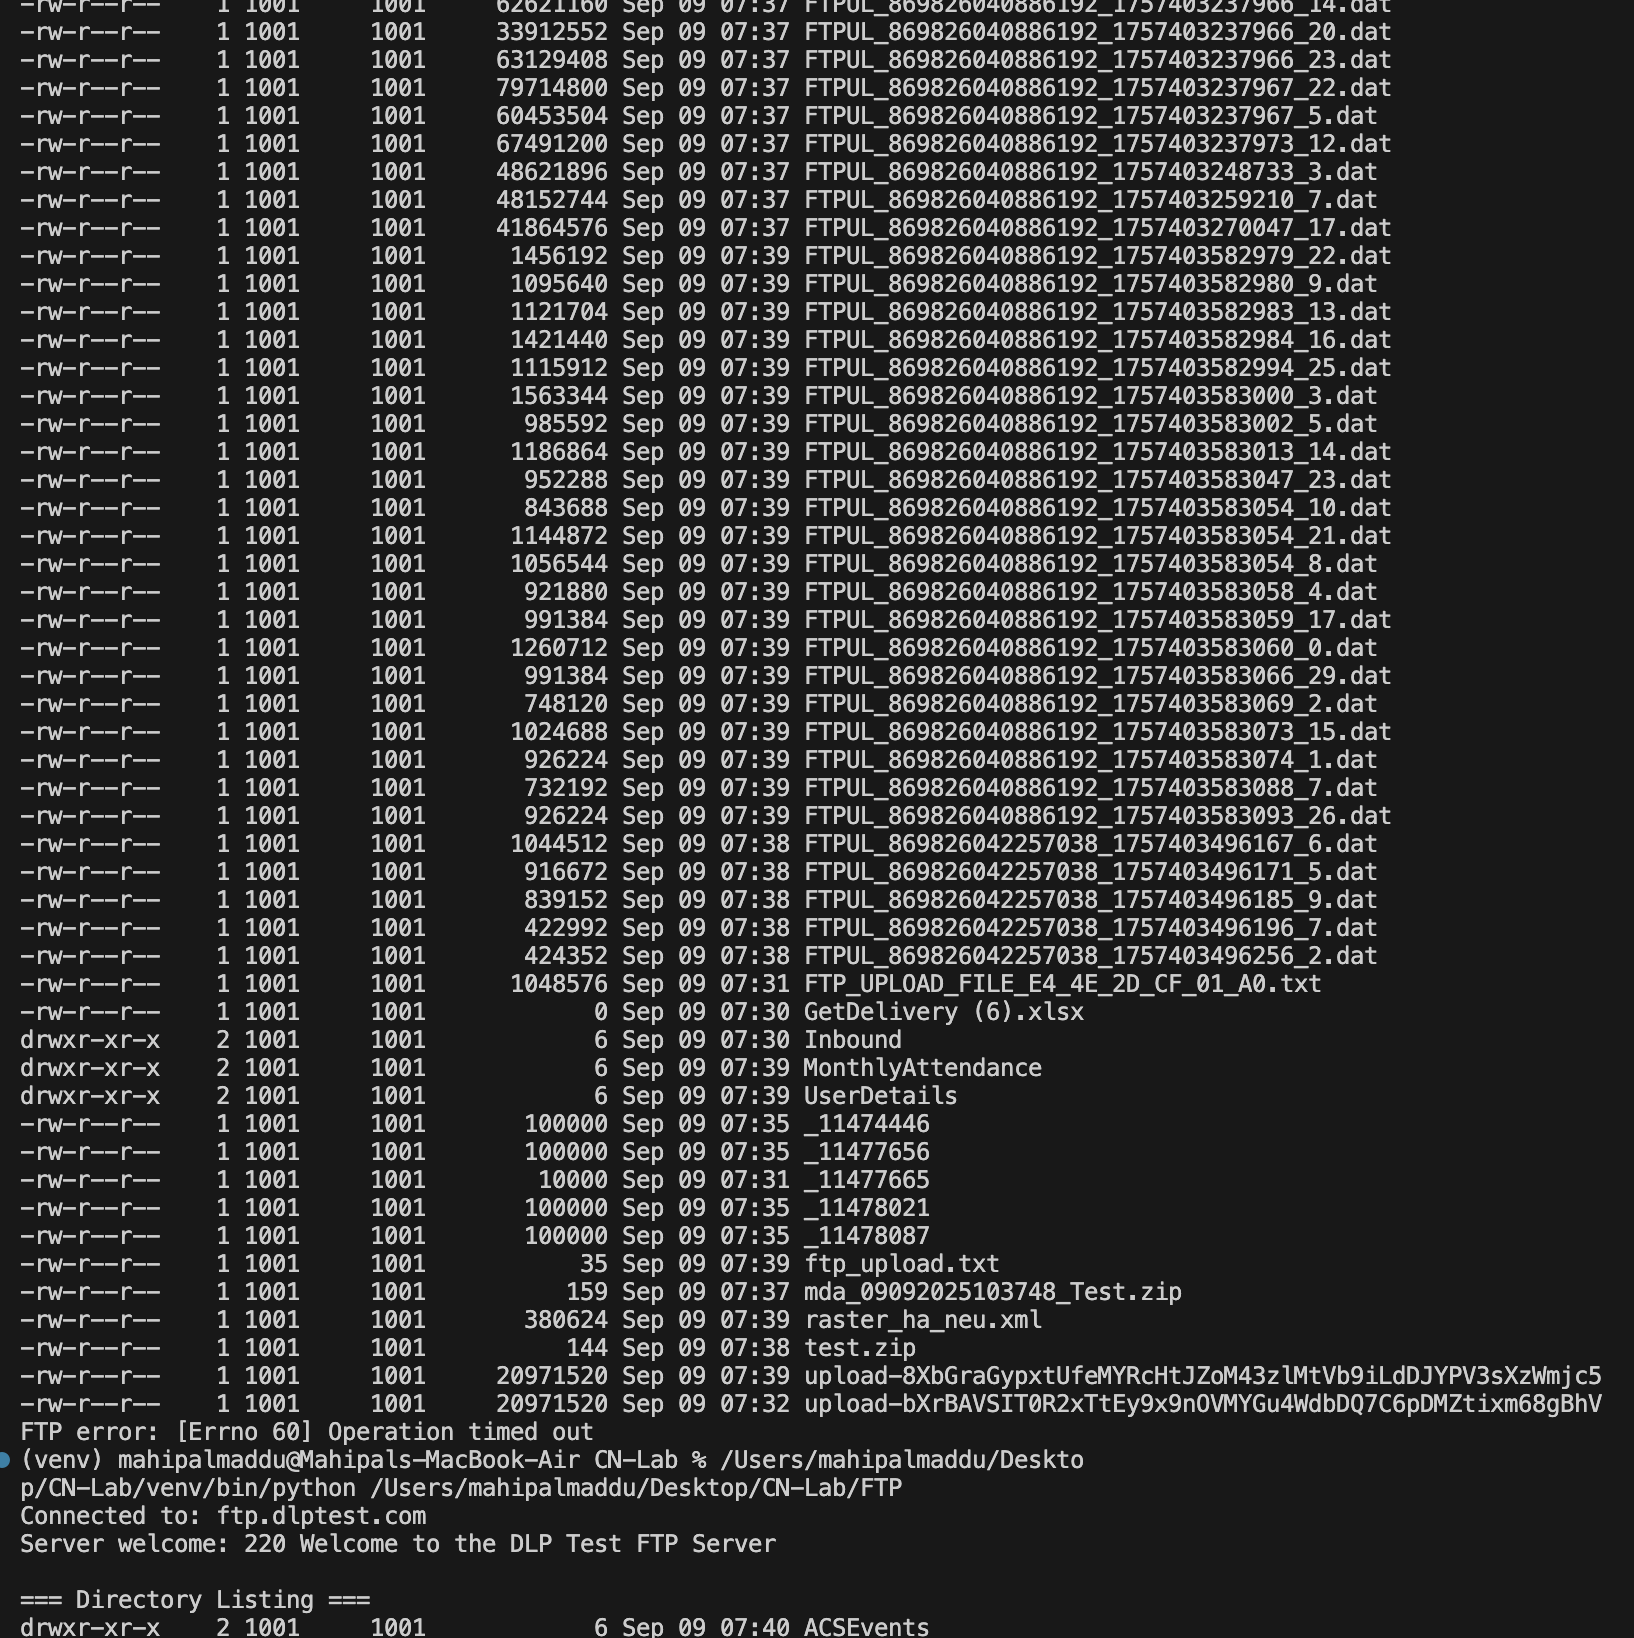 -rw-r--r--    1 1001     1001     62621160 Sep 09 07:37 FTPUL_869826040886192_1757403237966_14.dat
-rw-r--r--    1 1001     1001     33912552 Sep 09 07:37 FTPUL_869826040886192_1757403237966_20.dat
-rw-r--r--    1 1001     1001     63129408 Sep 09 07:37 FTPUL_869826040886192_1757403237966_23.dat
-rw-r--r--    1 1001     1001     79714800 Sep 09 07:37 FTPUL_869826040886192_1757403237967_22.dat
-rw-r--r--    1 1001     1001     60453504 Sep 09 07:37 FTPUL_869826040886192_1757403237967_5.dat
-rw-r--r--    1 1001     1001     67491200 Sep 09 07:37 FTPUL_869826040886192_1757403237973_12.dat
-rw-r--r--    1 1001     1001     48621896 Sep 09 07:37 FTPUL_869826040886192_1757403248733_3.dat
-rw-r--r--    1 1001     1001     48152744 Sep 09 07:37 FTPUL_869826040886192_1757403259210_7.dat
-rw-r--r--    1 1001     1001     41864576 Sep 09 07:37 FTPUL_869826040886192_1757403270047_17.dat
-rw-r--r--    1 1001     1001      1456192 Sep 09 07:39 FTPUL_869826040886192_1757403582979_22.dat
-rw-r--r--    1 1001     1001      1095640 Sep 09 07:39 FTPUL_869826040886192_1757403582980_9.dat
-rw-r--r--    1 1001     1001      1121704 Sep 09 07:39 FTPUL_869826040886192_1757403582983_13.dat
-rw-r--r--    1 1001     1001      1421440 Sep 09 07:39 FTPUL_869826040886192_1757403582984_16.dat
-rw-r--r--    1 1001     1001      1115912 Sep 09 07:39 FTPUL_869826040886192_1757403582994_25.dat
-rw-r--r--    1 1001     1001      1563344 Sep 09 07:39 FTPUL_869826040886192_1757403583000_3.dat
-rw-r--r--    1 1001     1001       985592 Sep 09 07:39 FTPUL_869826040886192_1757403583002_5.dat
-rw-r--r--    1 1001     1001      1186864 Sep 09 07:39 FTPUL_869826040886192_1757403583013_14.dat
-rw-r--r--    1 1001     1001       952288 Sep 09 07:39 FTPUL_869826040886192_1757403583047_23.dat
-rw-r--r--    1 1001     1001       843688 Sep 09 07:39 FTPUL_869826040886192_1757403583054_10.dat
-rw-r--r--    1 1001     1001      1144872 Sep 09 07:39 FTPUL_869826040886192_1757403583054_21.dat
-rw-r--r--    1 1001     1001      1056544 Sep 09 07:39 FTPUL_869826040886192_1757403583054_8.dat
-rw-r--r--    1 1001     1001       921880 Sep 09 07:39 FTPUL_869826040886192_1757403583058_4.dat
-rw-r--r--    1 1001     1001       991384 Sep 09 07:39 FTPUL_869826040886192_1757403583059_17.dat
-rw-r--r--    1 1001     1001      1260712 Sep 09 07:39 FTPUL_869826040886192_1757403583060_0.dat
-rw-r--r--    1 1001     1001       991384 Sep 09 07:39 FTPUL_869826040886192_1757403583066_29.dat
-rw-r--r--    1 1001     1001       748120 Sep 09 07:39 FTPUL_869826040886192_1757403583069_2.dat
-rw-r--r--    1 1001     1001      1024688 Sep 09 07:39 FTPUL_869826040886192_1757403583073_15.dat
-rw-r--r--    1 1001     1001       926224 Sep 09 07:39 FTPUL_869826040886192_1757403583074_1.dat
-rw-r--r--    1 1001     1001       732192 Sep 09 07:39 FTPUL_869826040886192_1757403583088_7.dat
-rw-r--r--    1 1001     1001       926224 Sep 09 07:39 FTPUL_869826040886192_1757403583093_26.dat
-rw-r--r--    1 1001     1001      1044512 Sep 09 07:38 FTPUL_869826042257038_1757403496167_6.dat
-rw-r--r--    1 1001     1001       916672 Sep 09 07:38 FTPUL_869826042257038_1757403496171_5.dat
-rw-r--r--    1 1001     1001       839152 Sep 09 07:38 FTPUL_869826042257038_1757403496185_9.dat
-rw-r--r--    1 1001     1001       422992 Sep 09 07:38 FTPUL_869826042257038_1757403496196_7.dat
-rw-r--r--    1 1001     1001       424352 Sep 09 07:38 FTPUL_869826042257038_1757403496256_2.dat
-rw-r--r--    1 1001     1001      1048576 Sep 09 07:31 FTP_UPLOAD_FILE_E4_4E_2D_CF_01_A0.txt
-rw-r--r--    1 1001     1001            0 Sep 09 07:30 GetDelivery (6).xlsx
drwxr-xr-x    2 1001     1001            6 Sep 09 07:30 Inbound
drwxr-xr-x    2 1001     1001            6 Sep 09 07:39 MonthlyAttendance
drwxr-xr-x    2 1001     1001            6 Sep 09 07:39 UserDetails
-rw-r--r--    1 1001     1001       100000 Sep 09 07:35 _11474446
-rw-r--r--    1 1001     1001       100000 Sep 09 07:35 _11477656
-rw-r--r--    1 1001     1001        10000 Sep 09 07:31 _11477665
-rw-r--r--    1 1001     1001       100000 Sep 09 07:35 _11478021
-rw-r--r--    1 1001     1001       100000 Sep 09 07:35 _11478087
-rw-r--r--    1 1001     1001           35 Sep 09 07:39 ftp_upload.txt
-rw-r--r--    1 1001     1001          159 Sep 09 07:37 mda_09092025103748_Test.zip
-rw-r--r--    1 1001     1001       380624 Sep 09 07:39 raster_ha_neu.xml
-rw-r--r--    1 1001     1001          144 Sep 09 07:38 test.zip
-rw-r--r--    1 1001     1001     20971520 Sep 09 07:39 upload-8XbGraGypxtUfeMYRcHtJZoM43zlMtVb9iLdDJYPV3sXzWmjc5
-rw-r--r--    1 1001     1001     20971520 Sep 09 07:32 upload-bXrBAVSIT0R2xTtEy9x9nOVMYGu4WdbDQ7C6pDMZtixm68gBhV
FTP error: [Errno 60] Operation timed out
(venv) mahipalmaddu@Mahipals-MacBook-Air CN-Lab % /Users/mahipalmaddu/Deskto
p/CN-Lab/venv/bin/python /Users/mahipalmaddu/Desktop/CN-Lab/FTP
Connected to: ftp.dlptest.com
Server welcome: 220 Welcome to the DLP Test FTP Server

=== Directory Listing ===
drwxr-xr-x    2 1001     1001            6 Sep 09 07:40 ACSEvents